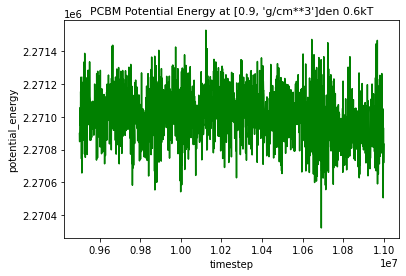 PCBM Potential Energy at [0.9, 'g/cm**3']den 0.6kT
1e6
2.2714
2.2712
2.2710
2.2708
2.2706
2.2704
potential_energy
0.96 0.98 1.00 1.02 1.04 1.06 1.08 1.10
timestep
1e7